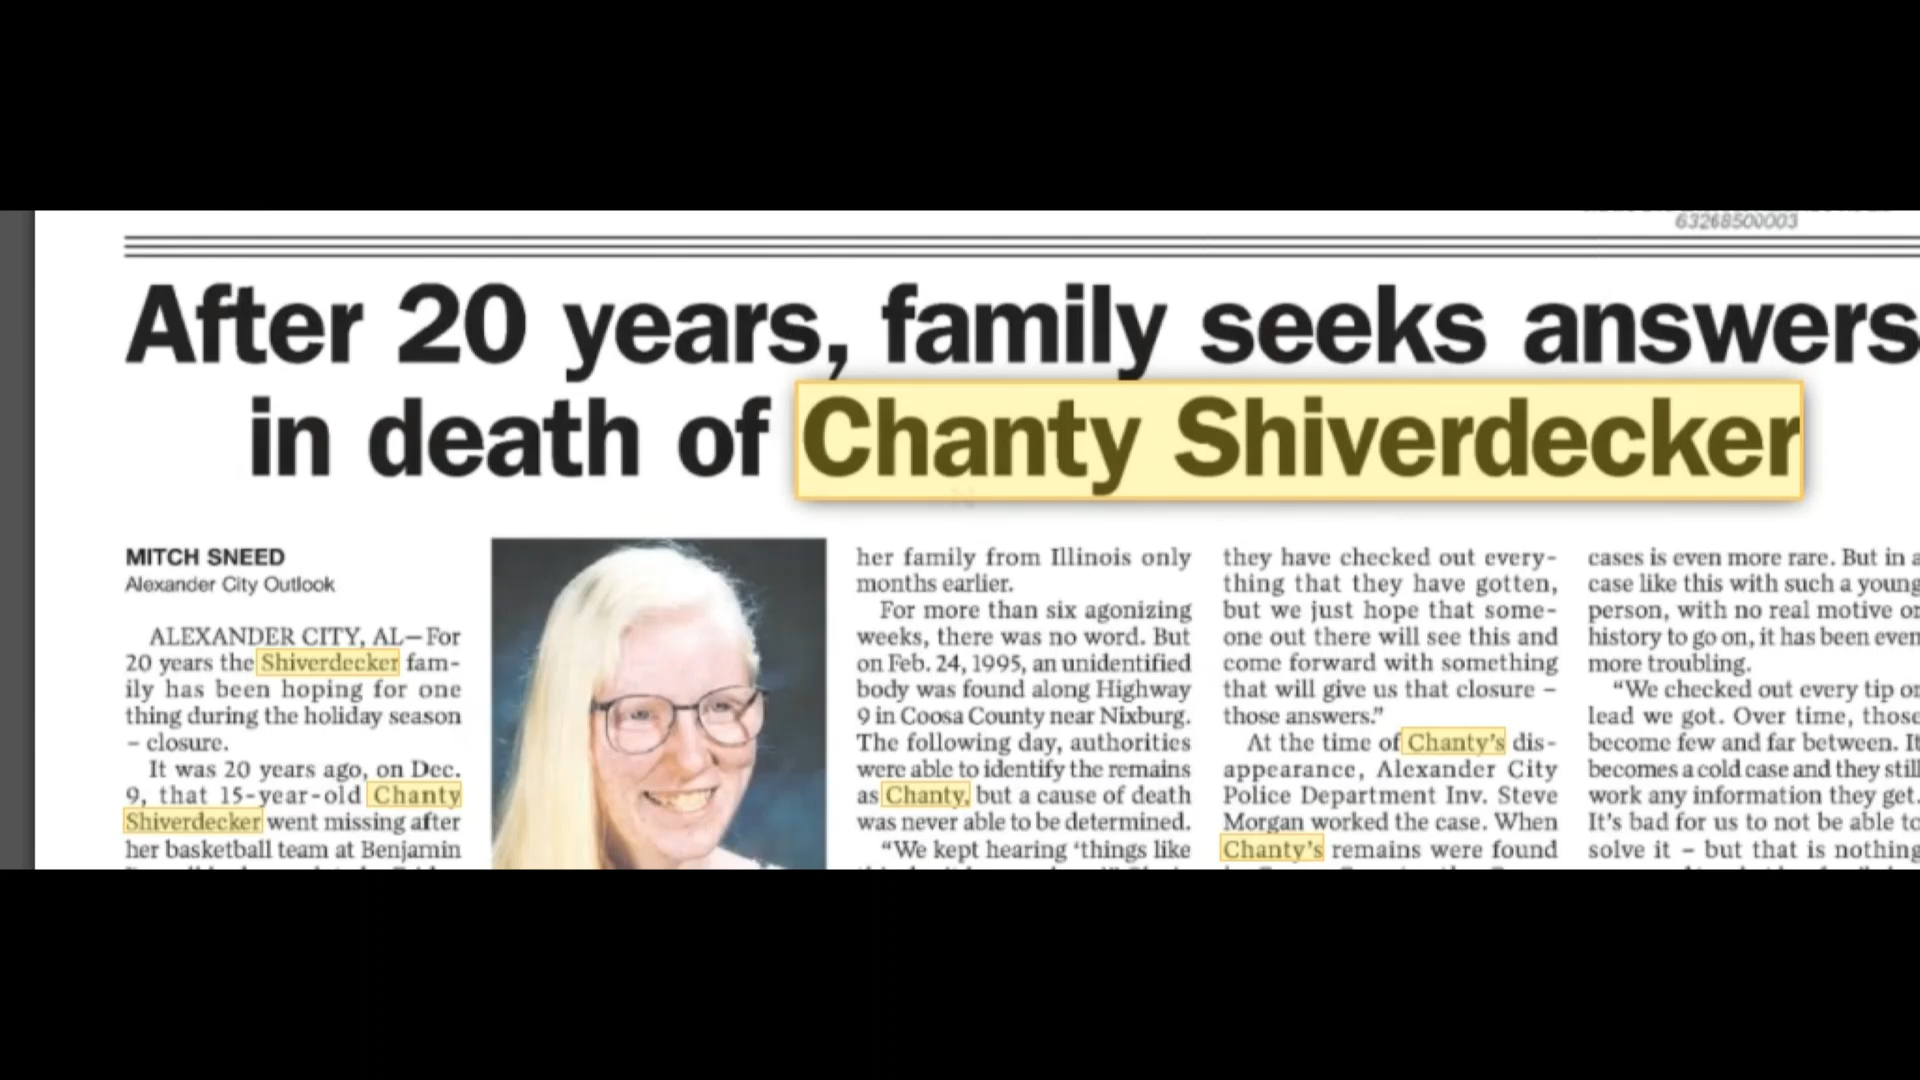 63268500003
After 20 years, family seeks answers
in death of Chanty Shiverdecker
MITCH SNEED
Alexander City Outlook
ALEXANDER CITY, AL—For
20 years the Shiverdecker fam-
ily has been hoping for one
thing during the holiday season
– closure.
It was 20 years ago, on Dec.
9, that 15-year-old Chanty
Shiverdecker went missing after
her basketball team at Benjamin
her family from Illinois only
months earlier.
For more than six agonizing
weeks, there was no word. But
on Feb. 24, 1995, an unidentified
body was found along Highway
9 in Coosa County near Nixburg.
The following day, authorities
were able to identify the remains
as Chanty, but a cause of death
was never able to be determined.
“We kept hearing ‘things like
they have checked out every-
thing that they have gotten,
but we just hope that some-
one out there will see this and
come forward with something
that will give us that closure –
those answers.”
At the time of Chanty’s dis-
appearance, Alexander City
Police Department Inv. Steve
Morgan worked the case. When
Chanty’s remains were found
cases is even more rare. But in a
case like this with such a young
person, with no real motive or
history to go on, it has been even
more troubling.
“We checked out every tip or
lead we got. Over time, those
become few and far between. It
becomes a cold case and they still
work any information they get.
It’s bad for us to not be able to
solve it – but that is nothing